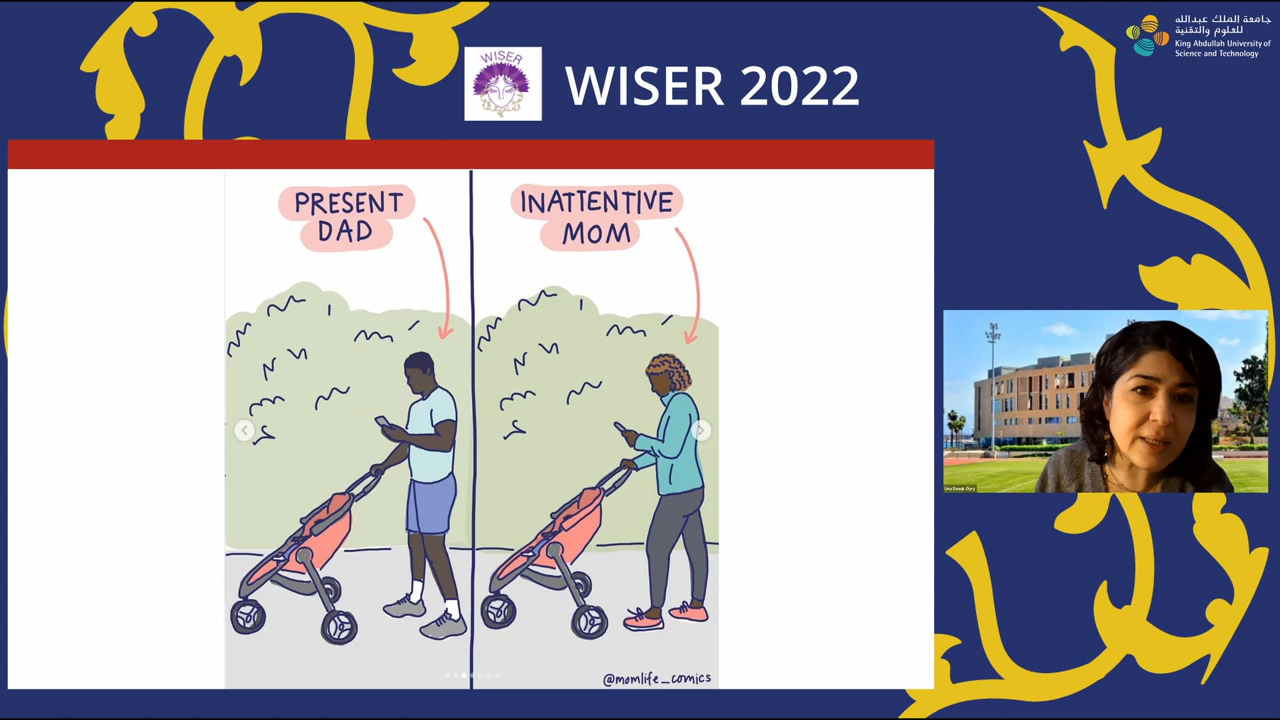 WISER
WISER 2022
جامعة الملك عبدالله
للعلوم والتقنية
King Abdullah University of
Science and Technology
PRESENT
DAD
INATTENTIVE
MOM
@momlife_comics